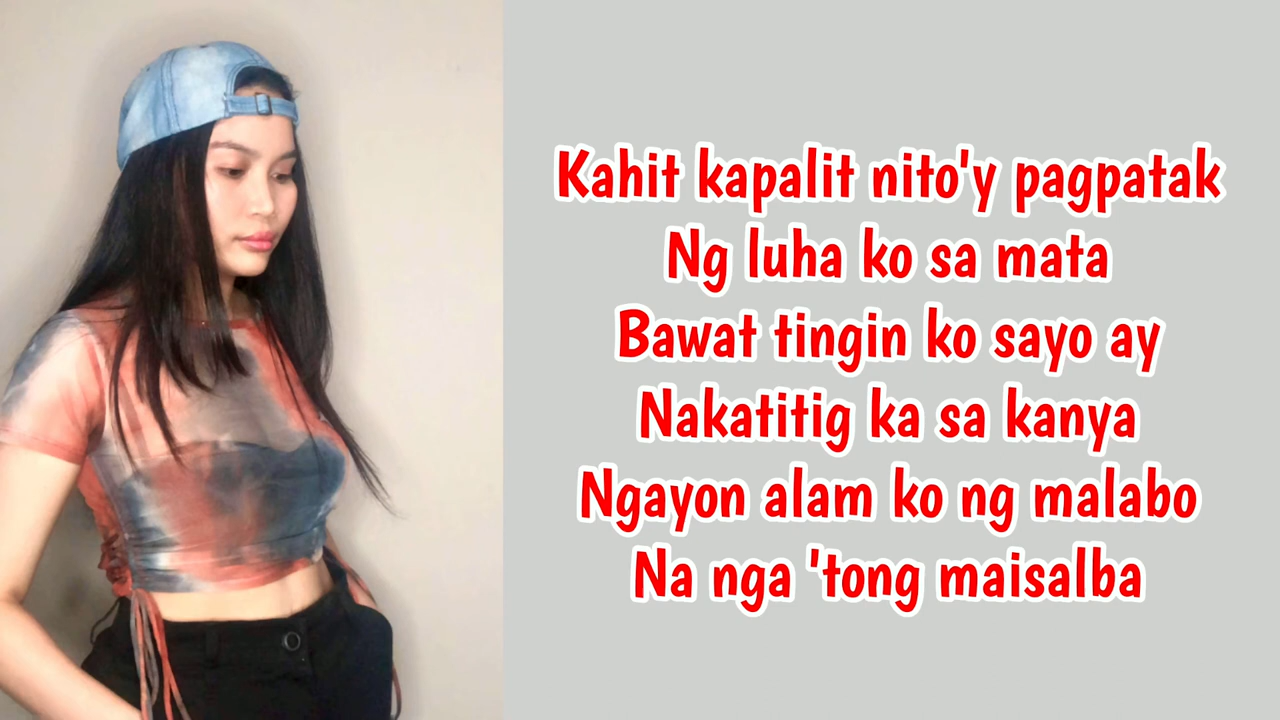 Kahit kapalit nito'y pagpatak
Ng luha ko sa mata
Bawat tingin ko sayo ay
Nakatitig ka sa kanya
Ngayon alam ko ng malabo
Na nga 'tong maisalba